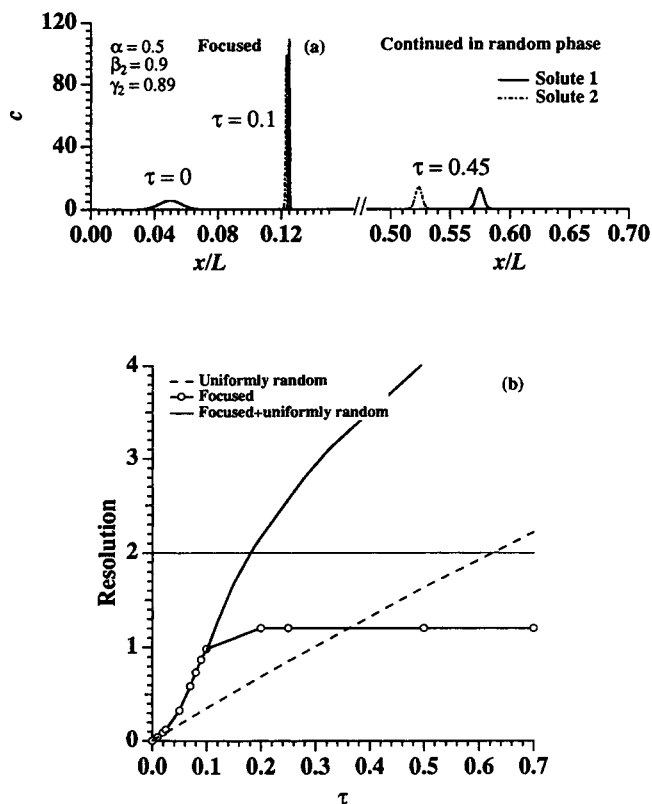 120
α = 0.5 Focused (a) Continued in random phase
β2 = 0.9
γ2 = 0.89
Solute 1
Solute 2
80
c
τ = 0.1
40
τ = 0
τ = 0.45
0
0.00 0.04 0.08 0.12 0.50 0.55 0.60 0.65 0.70
x/L x/L
4
Uniformly random (b)
Focused
Focused+uniformly random
3
2
Resolution
1
0
0.0 0.1 0.2 0.3 0.4 0.5 0.6 0.7
τ